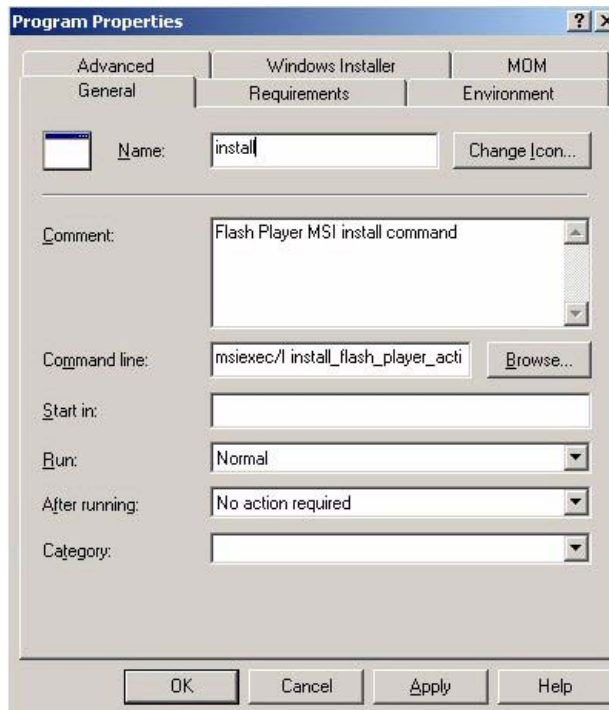 Program Properties
Advanced Windows Installer MOM
General Requirements Environment
Name: install Change Icon...
Comment: Flash Player MSI install command
Command line: msiexec/I install_flash_player_acti Browse...
Start in:
Run: Normal
After running: No action required
Category:
OK Cancel Apply Help